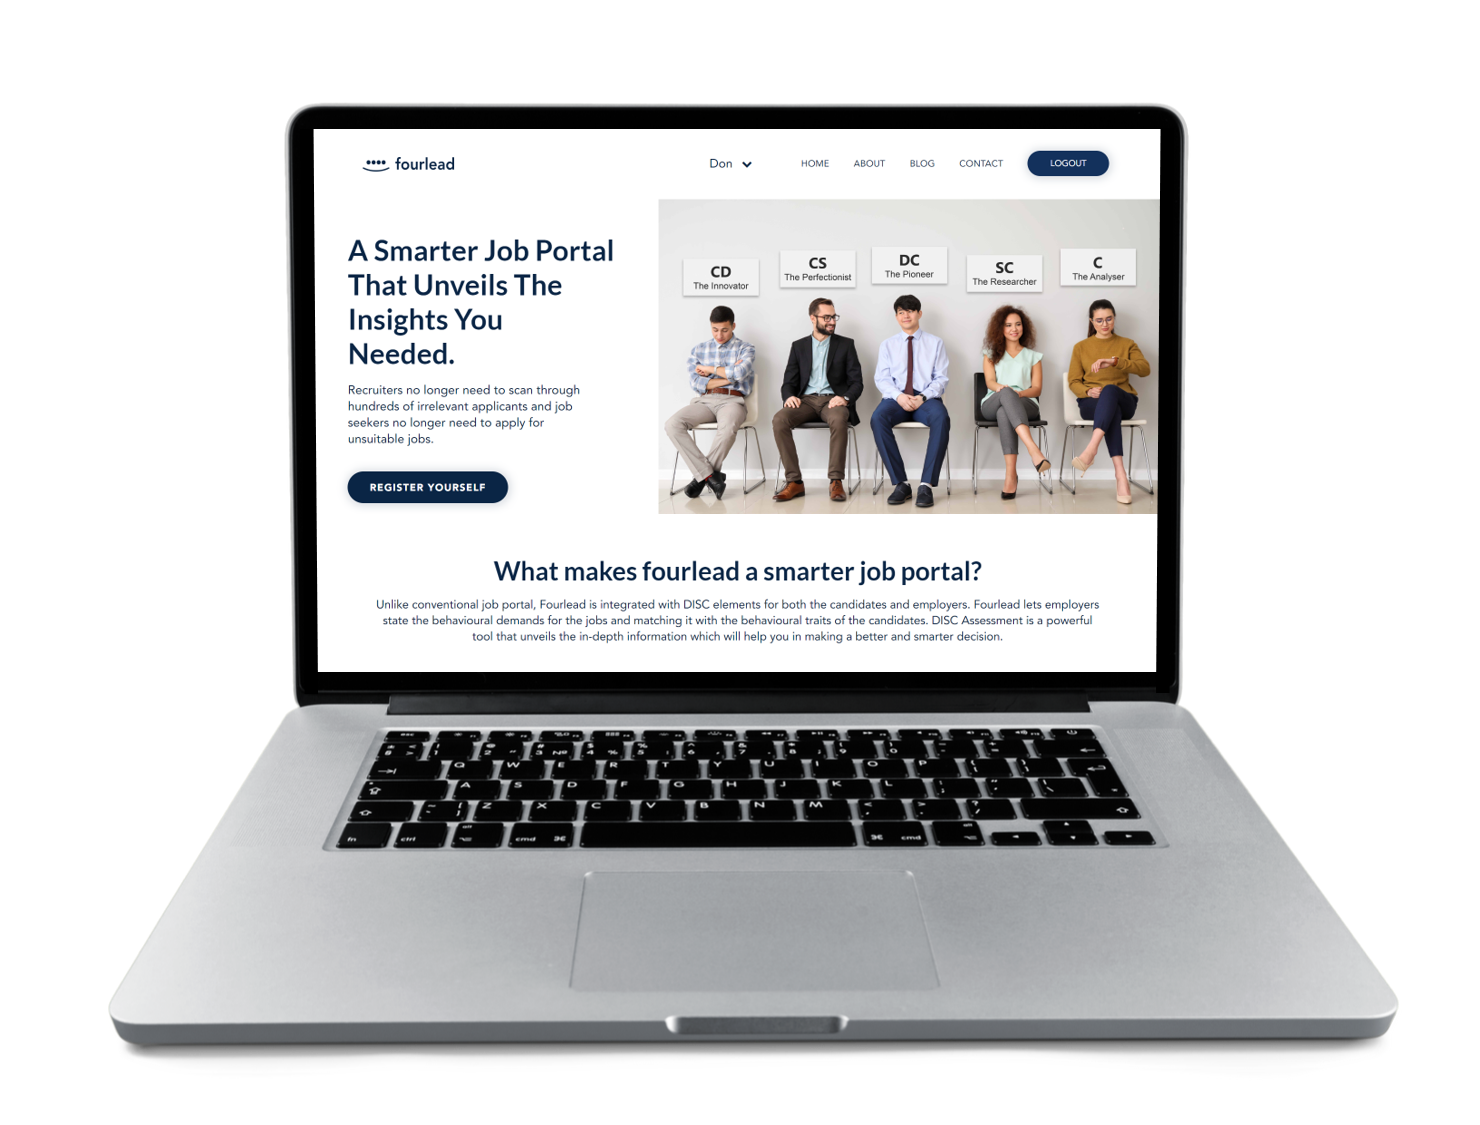 fourlead
Don
HOME
ABOUT
BLOG
CONTACT
LOGOUT
A Smarter Job Portal
That Unveils The
Insights You
Needed.
Recruiters no longer need to scan through
hundreds of irrelevant applicants and job
seekers no longer need to apply for
unsuitable jobs.
REGISTER YOURSELF
CD
The Innovator
CS
The Perfectionist
DC
The Pioneer
SC
The Researcher
C
The Analyser
What makes fourlead a smarter job portal?
Unlike conventional job portal, Fourlead is integrated with DISC elements for both the candidates and employers. Fourlead lets employers
state the behavioural demands for the jobs and matching it with the behavioural traits of the candidates. DISC Assessment is a powerful
tool that unveils the in-depth information which will help you in making a better and smarter decision.
Q W E R T Y U I O P
A S D F G H J K L
Z X C V B N M
fn ctrl alt cmd cmd alt